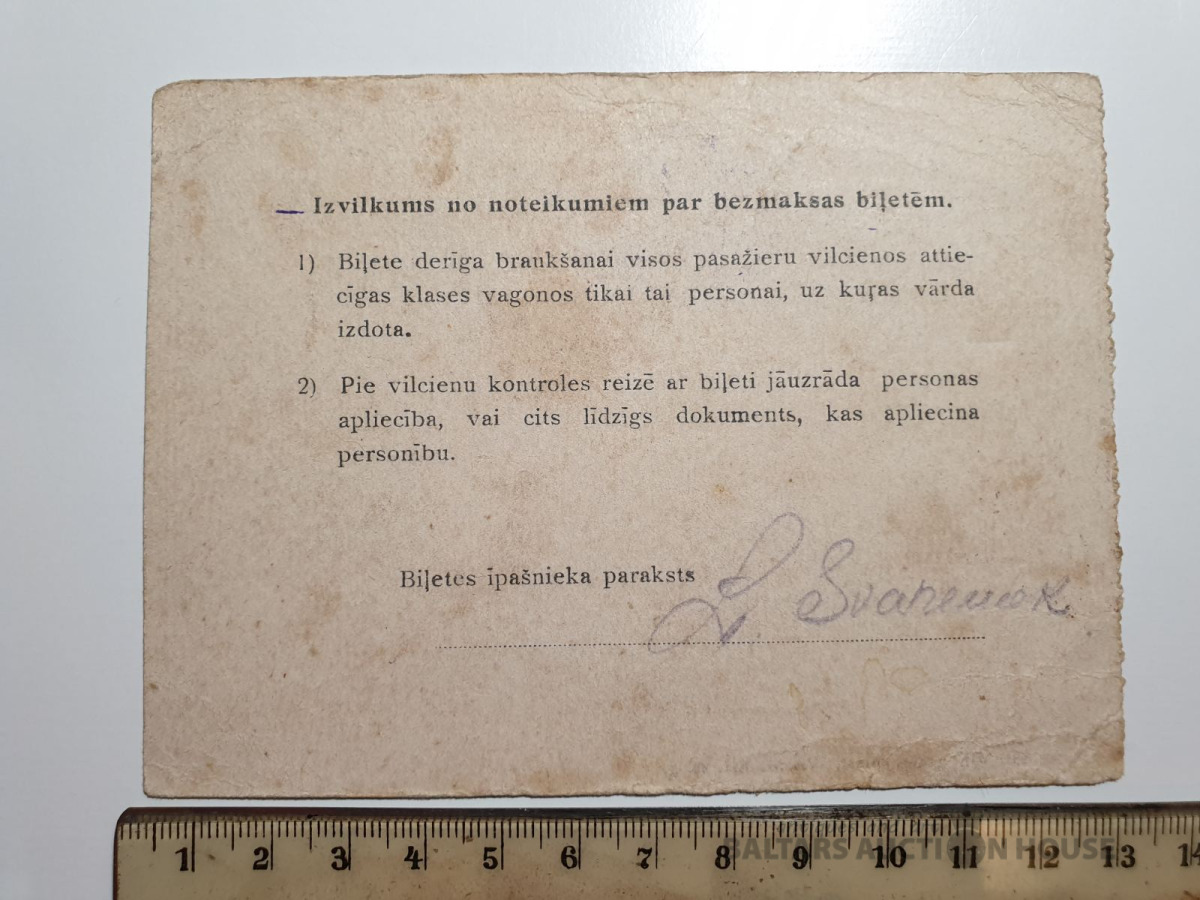 Izvilkums no noteikumiem par bezmaksas biļetēm.
1) Biļete derīga braukšanai visos pasažieru vilcienos attie-
cīgas klases vagonos tikai tai personai, uz kuŗas vārda
izdota.
2) Pie vilcienu kontroles reizē ar biļeti jāuzrāda personas
apliecība, vai cits līdzīgs dokuments, kas apliecina
personību.
Biļetes īpašnieka paraksts
1 2 3 4 5 6 7 8 9 10 11 12 13 14
BALTARS AUCTION HOUSE